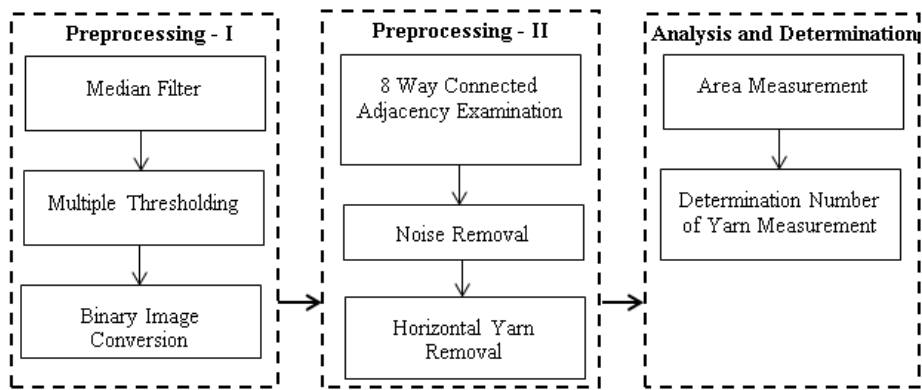 Preprocessing - I
Median Filter
Multiple Thresholding
Binary Image
Conversion
Preprocessing - II
8 Way Connected
Adjacency Examination
Noise Removal
Horizontal Yarn
Removal
Analysis and Determination
Area Measurement
Determination Number
of Yarn Measurement